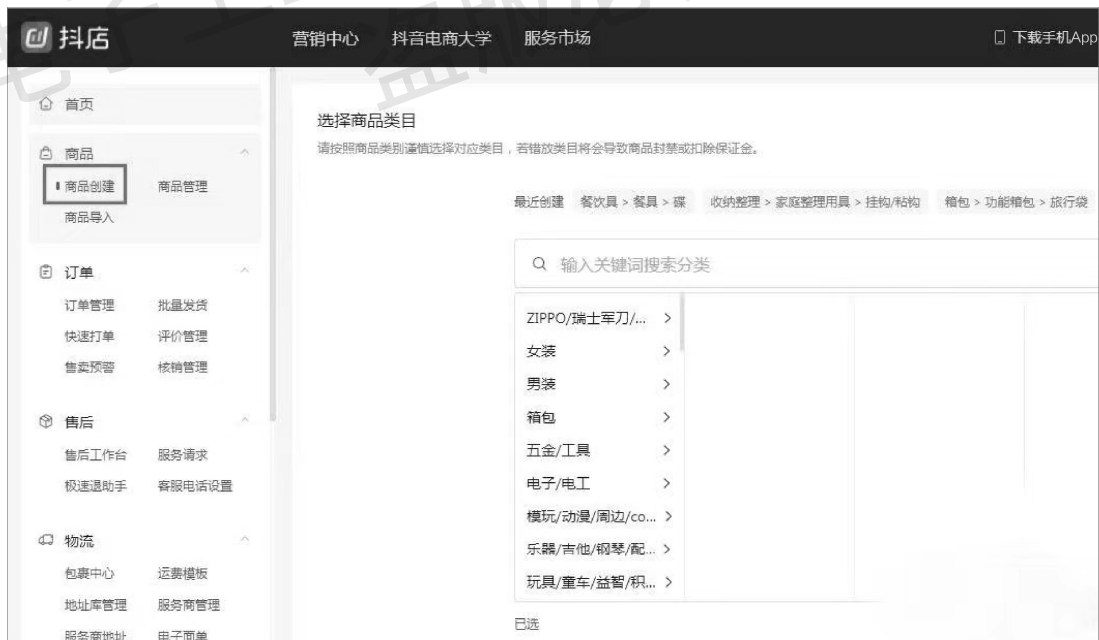 抖店
营销中心 抖音电商大学 服务市场
下载手机App
首页
商品
商品创建 商品管理
商品导入
订单
订单管理 批量发货
快速打单 评价管理
售卖预警 核销管理
售后
售后工作台 服务请求
极速退助手 客服电话设置
物流
包裹中心 运费模板
地址库管理 服务商管理
服务商地址 电子面单
选择商品类目
请按照商品类别谨慎选择对应类目，若错放类目将会导致商品封禁或扣除保证金。
最近创建 餐饮具 > 餐具 > 碟 收纳整理 > 家庭整理用具 > 挂钩/粘钩 箱包 > 功能箱包 > 旅行袋
输入关键词搜索分类
ZIPPO/瑞士军刀/... >
女装 >
男装 >
箱包 >
五金/工具 >
电子/电工 >
模玩/动漫/周边/co... >
乐器/吉他/钢琴/配... >
玩具/童车/益智/积... >
已选